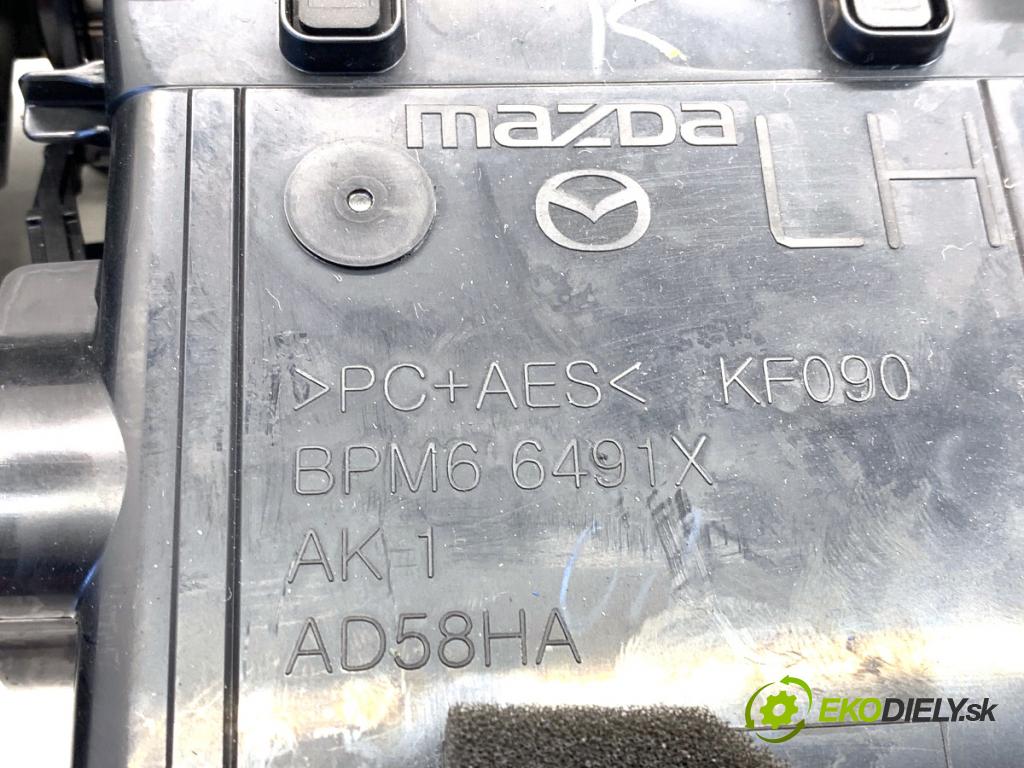 K
mazda LH
>PC+AES< KF090
BPM6 6491X
AK 1
AD58HA
EKODIELY.sk